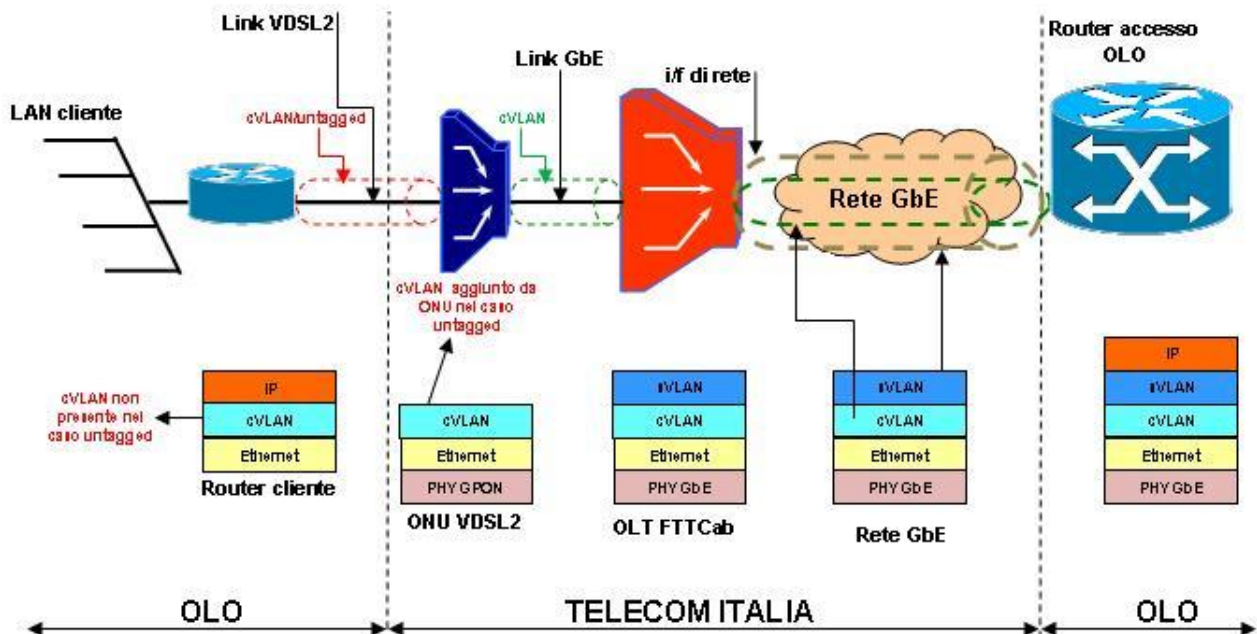 Link VDSL2
Router accesso
OLO
Link GbE
i/f di rete
LAN cliente
cVLAN/untagged
cVLAN
Rete GbE
cVLAN aggiunto da
ONU nel caso
untagged
cVLAN non
presente nel
caso untagged
IP
cVLAN
Ethernet
Router cliente
cVLAN
Ethernet
PHY GPON
ONU VDSL2
cVLAN
Ethernet
PHY GbE
OLT FTTCab
cVLAN
Ethernet
PHY GbE
Rete GbE
IP
cVLAN
Ethernet
PHY GbE
OLO
TELECOM ITALIA
OLO